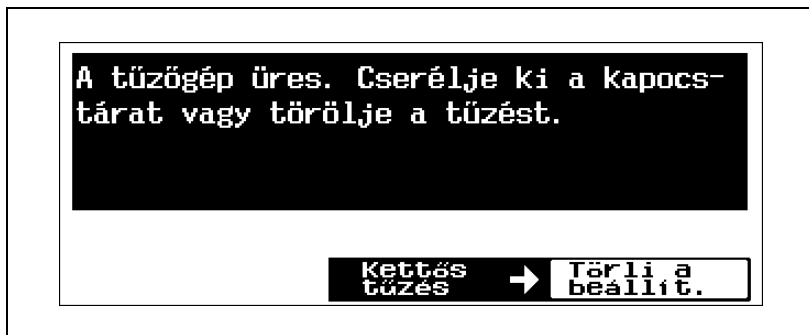 A tűzőgép üres. Cserélje ki a kapocs-
tárat vagy törölje a tűzést.
Kettős
tűzés
Törli a
beállít.